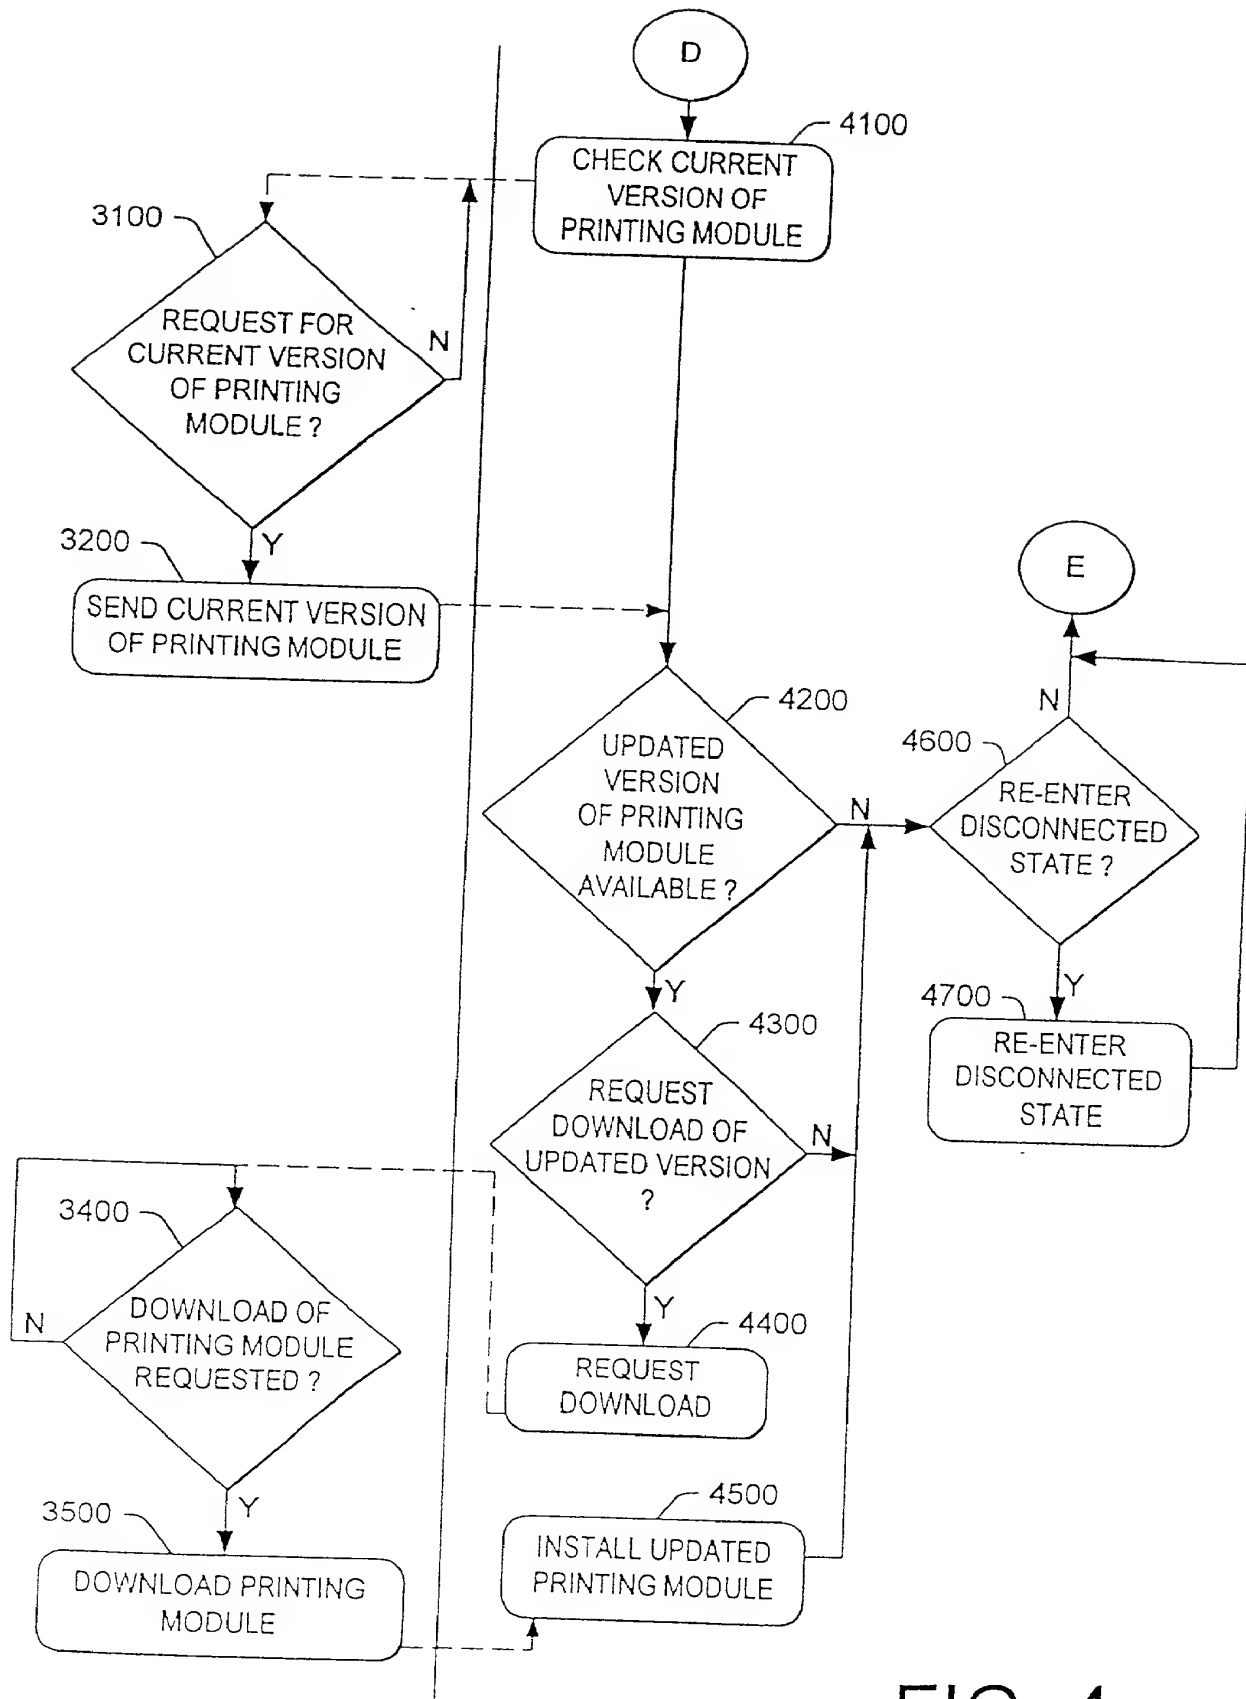 D
4100
CHECK CURRENT
VERSION OF
PRINTING MODULE
3100
REQUEST FOR
CURRENT VERSION
OF PRINTING
MODULE ?
N
Y
3200
SEND CURRENT VERSION
OF PRINTING MODULE
E
4200
UPDATED
VERSION
OF PRINTING
MODULE
AVAILABLE ?
N
Y
N
4600
RE-ENTER
DISCONNECTED
STATE ?
Y
4700
RE-ENTER
DISCONNECTED
STATE
4300
REQUEST
DOWNLOAD OF
UPDATED VERSION
?
N
Y
3400
DOWNLOAD OF
PRINTING MODULE
REQUESTED ?
N
Y
4400
REQUEST
DOWNLOAD
3500
DOWNLOAD PRINTING
MODULE
4500
INSTALL UPDATED
PRINTING MODULE
FIG. 4